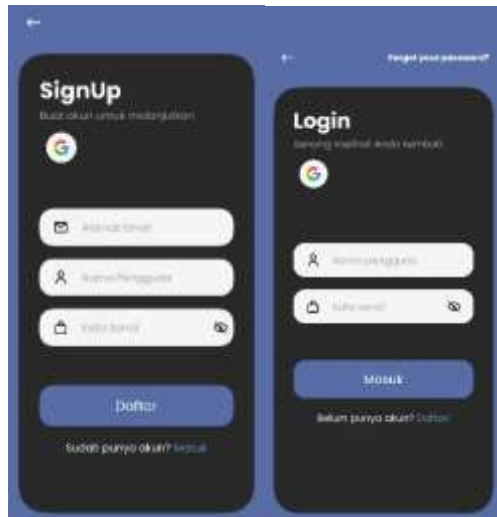 SignUp
Buat akun untuk melanjutkan
Alamat Email
Nama Pengguna
Kata Sandi
Daftar
Sudah punya akun? Masuk
Forgot your password?
Login
Senang melihat Anda kembali
Nama pengguna
Kata sandi
Masuk
Belum punya akun? Daftar